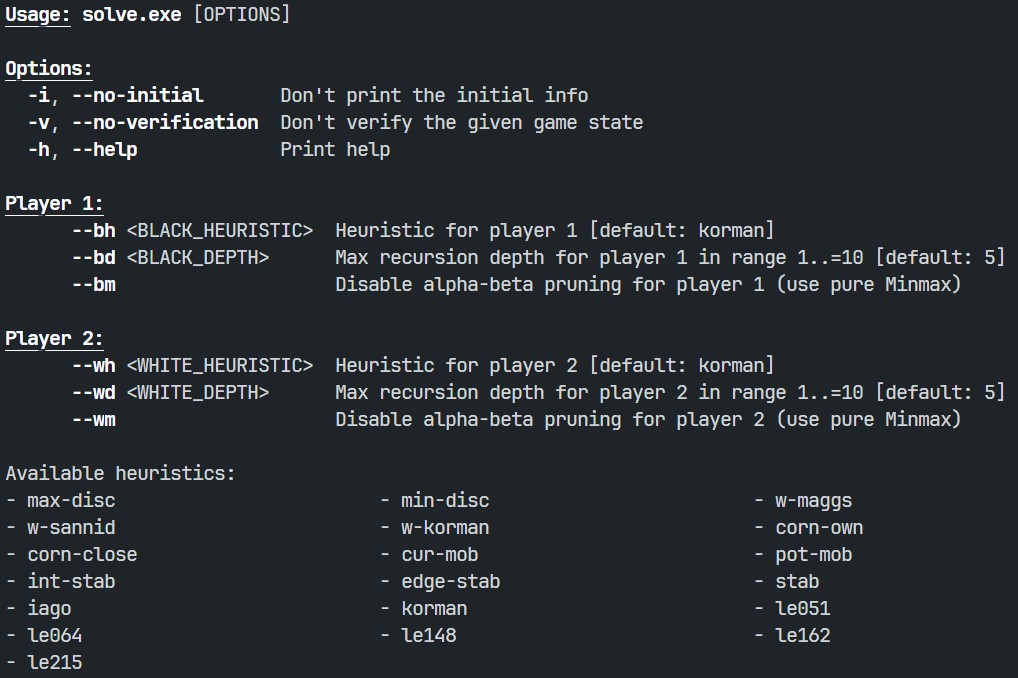 Usage: solve.exe [OPTIONS]

Options:
  -i, --no-initial       Don't print the initial info
  -v, --no-verification  Don't verify the given game state
  -h, --help             Print help

Player 1:
      --bh <BLACK_HEURISTIC>  Heuristic for player 1 [default: korman]
      --bd <BLACK_DEPTH>      Max recursion depth for player 1 in range 1..=10 [default: 5]
      --bm                    Disable alpha-beta pruning for player 1 (use pure Minmax)

Player 2:
      --wh <WHITE_HEURISTIC>  Heuristic for player 2 [default: korman]
      --wd <WHITE_DEPTH>      Max recursion depth for player 2 in range 1..=10 [default: 5]
      --wm                    Disable alpha-beta pruning for player 2 (use pure Minmax)

Available heuristics:
- max-disc                        - min-disc                        - w-maggs
- w-sannid                        - w-korman                        - corn-own
- corn-close                      - cur-mob                         - pot-mob
- int-stab                        - edge-stab                       - stab
- iago                            - korman                          - le051
- le064                           - le148                           - le162
- le215